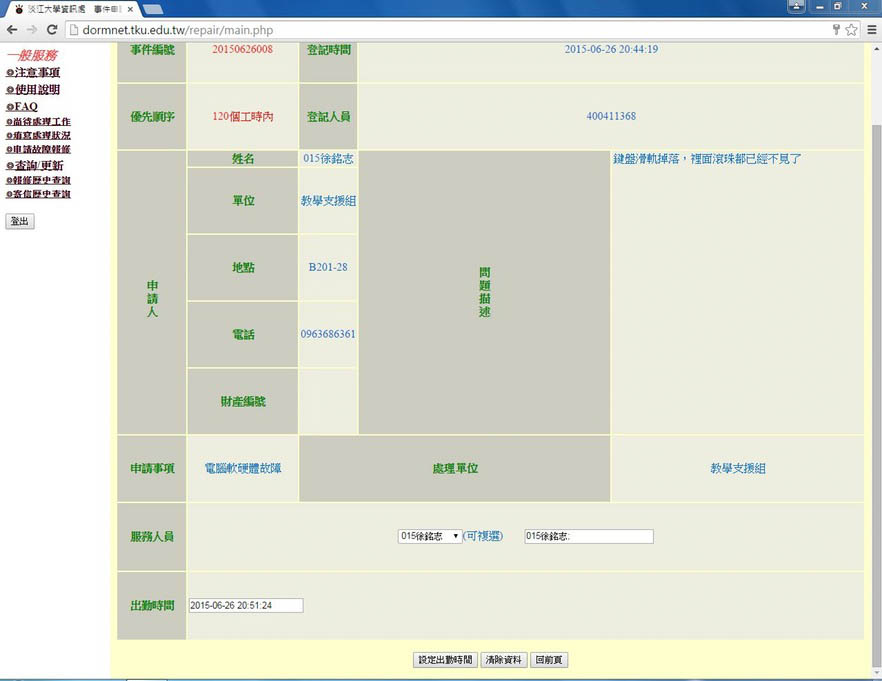 淡江大學資訊處 事件申
dormnet.tku.edu.tw/repair/main.php
一般服務
注意事項
使用說明
FAQ
尚待處理工作
填寫處理狀況
申請故障報修
查詢/更新
報修歷史查詢
寄信歷史查詢
登出
事件編號 20150626008 登記時間 2015-06-26 20:44:19
優先順序 120個工時內 登記人員 400411368
申請人
姓名 015徐銘志
單位 教學支援組
地點 B201-28
電話 0963686361
財產編號
問題描述
鍵盤滑軌掉落，裡面滾珠都已經不見了
申請事項 電腦軟硬體故障 處理單位 教學支援組
服務人員 015徐銘志 (可複選) 015徐銘志;
出勤時間 2015-06-26 20:51:24
設定出勤時間 清除資料 回前頁